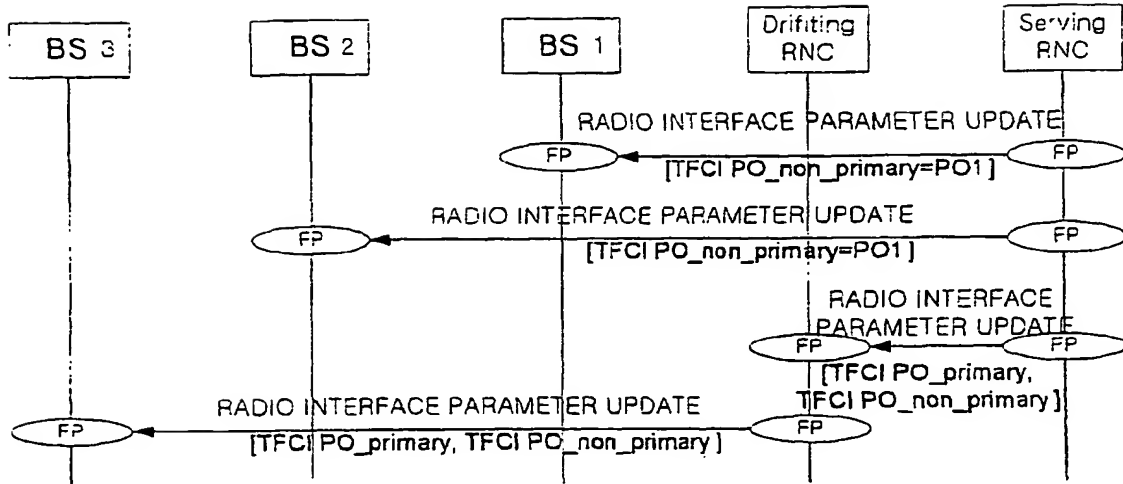 BS 3
BS 2
BS 1
Drifiting
RNC
Serving
RNC
RADIO INTERFACE PARAMETER UPDATE
FP
FP
[TFCI PO_non_primary=PO1]
RADIO INTERFACE PARAMETER UPDATE
FP
FP
[TFCI PO_non_primary=PO1]
RADIO INTERFACE
PARAMETER UPDATE
FP
FP
[TFCI PO_primary,
TFCI PO_non_primary]
RADIO INTERFACE PARAMETER UPDATE
FP
FP
[TFCI PO_primary, TFCI PO_non_primary]